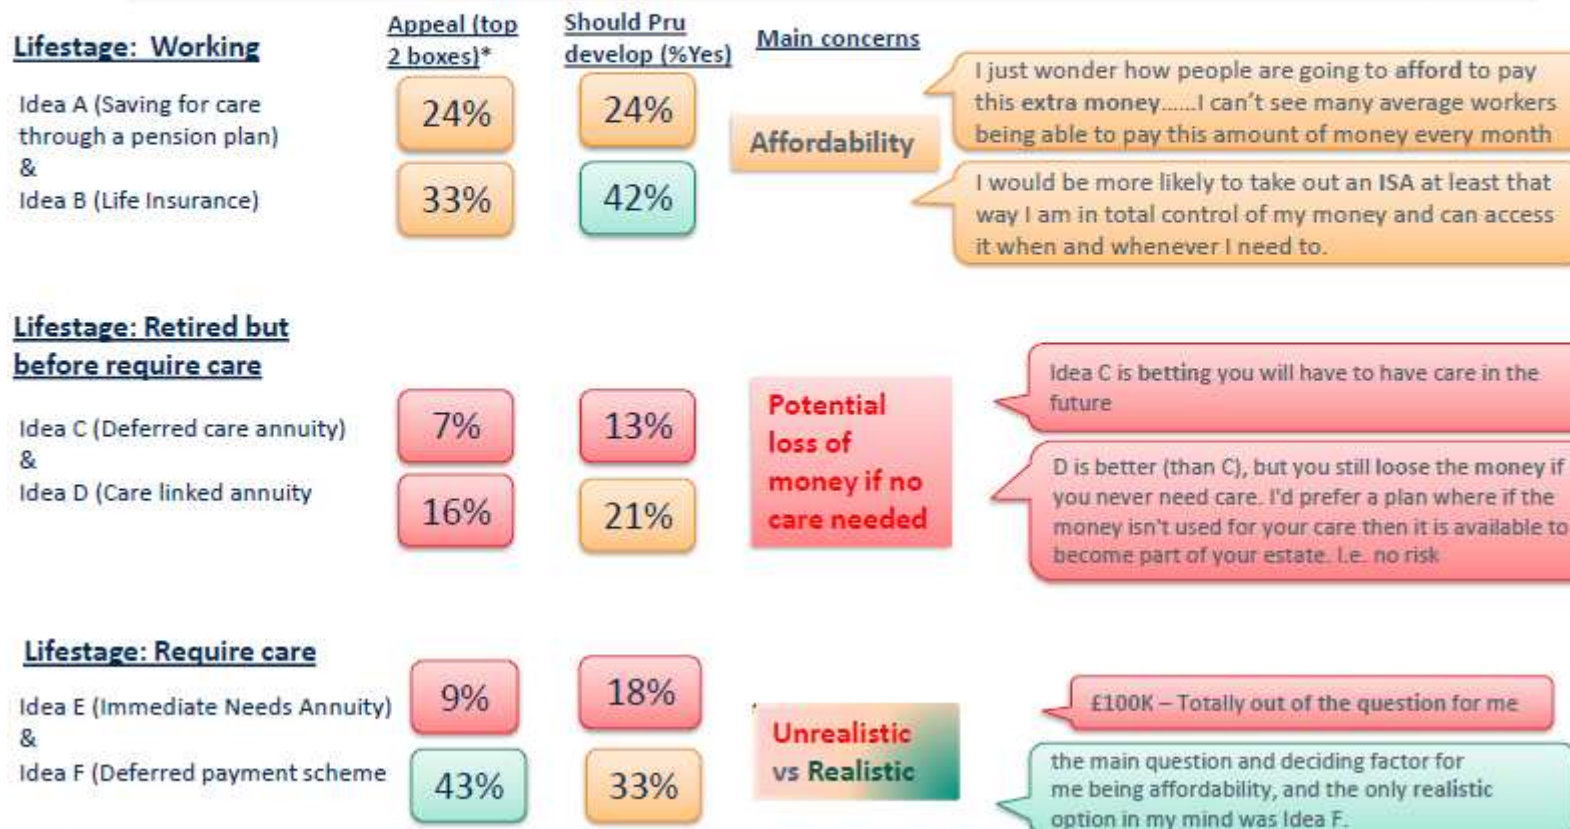 Lifestage: Working
Appeal (top
2 boxes)*
Should Pru
develop (%Yes)
Main concerns
Idea A (Saving for care
through a pension plan)
&
Idea B (Life Insurance)
24%
24%
33%
42%
Affordability
I just wonder how people are going to afford to pay
this extra money......I can't see many average workers
being able to pay this amount of money every month
I would be more likely to take out an ISA at least that
way I am in total control of my money and can access
it when and whenever I need to.
Lifestage: Retired but
before require care
Idea C (Deferred care annuity)
&
Idea D (Care linked annuity
7%
13%
16%
21%
Potential
loss of
money if no
care needed
Idea C is betting you will have to have care in the
future
D is better (than C), but you still loose the money if
you never need care. I'd prefer a plan where if the
money isn't used for your care then it is available to
become part of your estate. I.e. no risk
Lifestage: Require care
Idea E (Immediate Needs Annuity)
&
Idea F (Deferred payment scheme
9%
18%
43%
33%
Unrealistic
vs Realistic
£100K – Totally out of the question for me
the main question and deciding factor for
me being affordability, and the only realistic
option in my mind was Idea F.